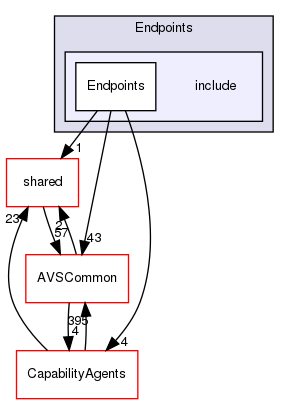 Endpoints
Endpoints
include
1
shared
23
2
57
43
AVSCommon
395
4
4
CapabilityAgents